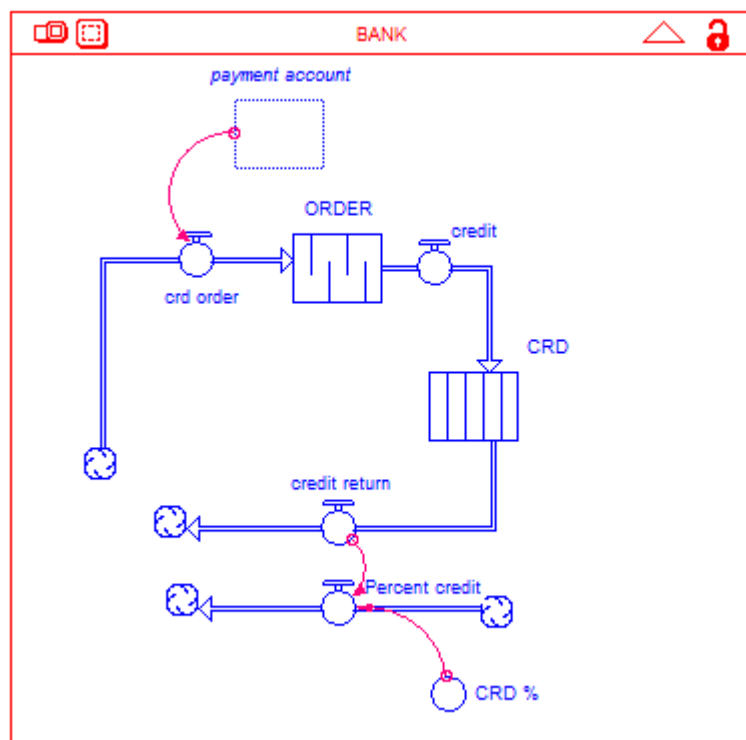 BANK
payment account
ORDER
credit
crd order
CRD
credit return
Percent credit
CRD %